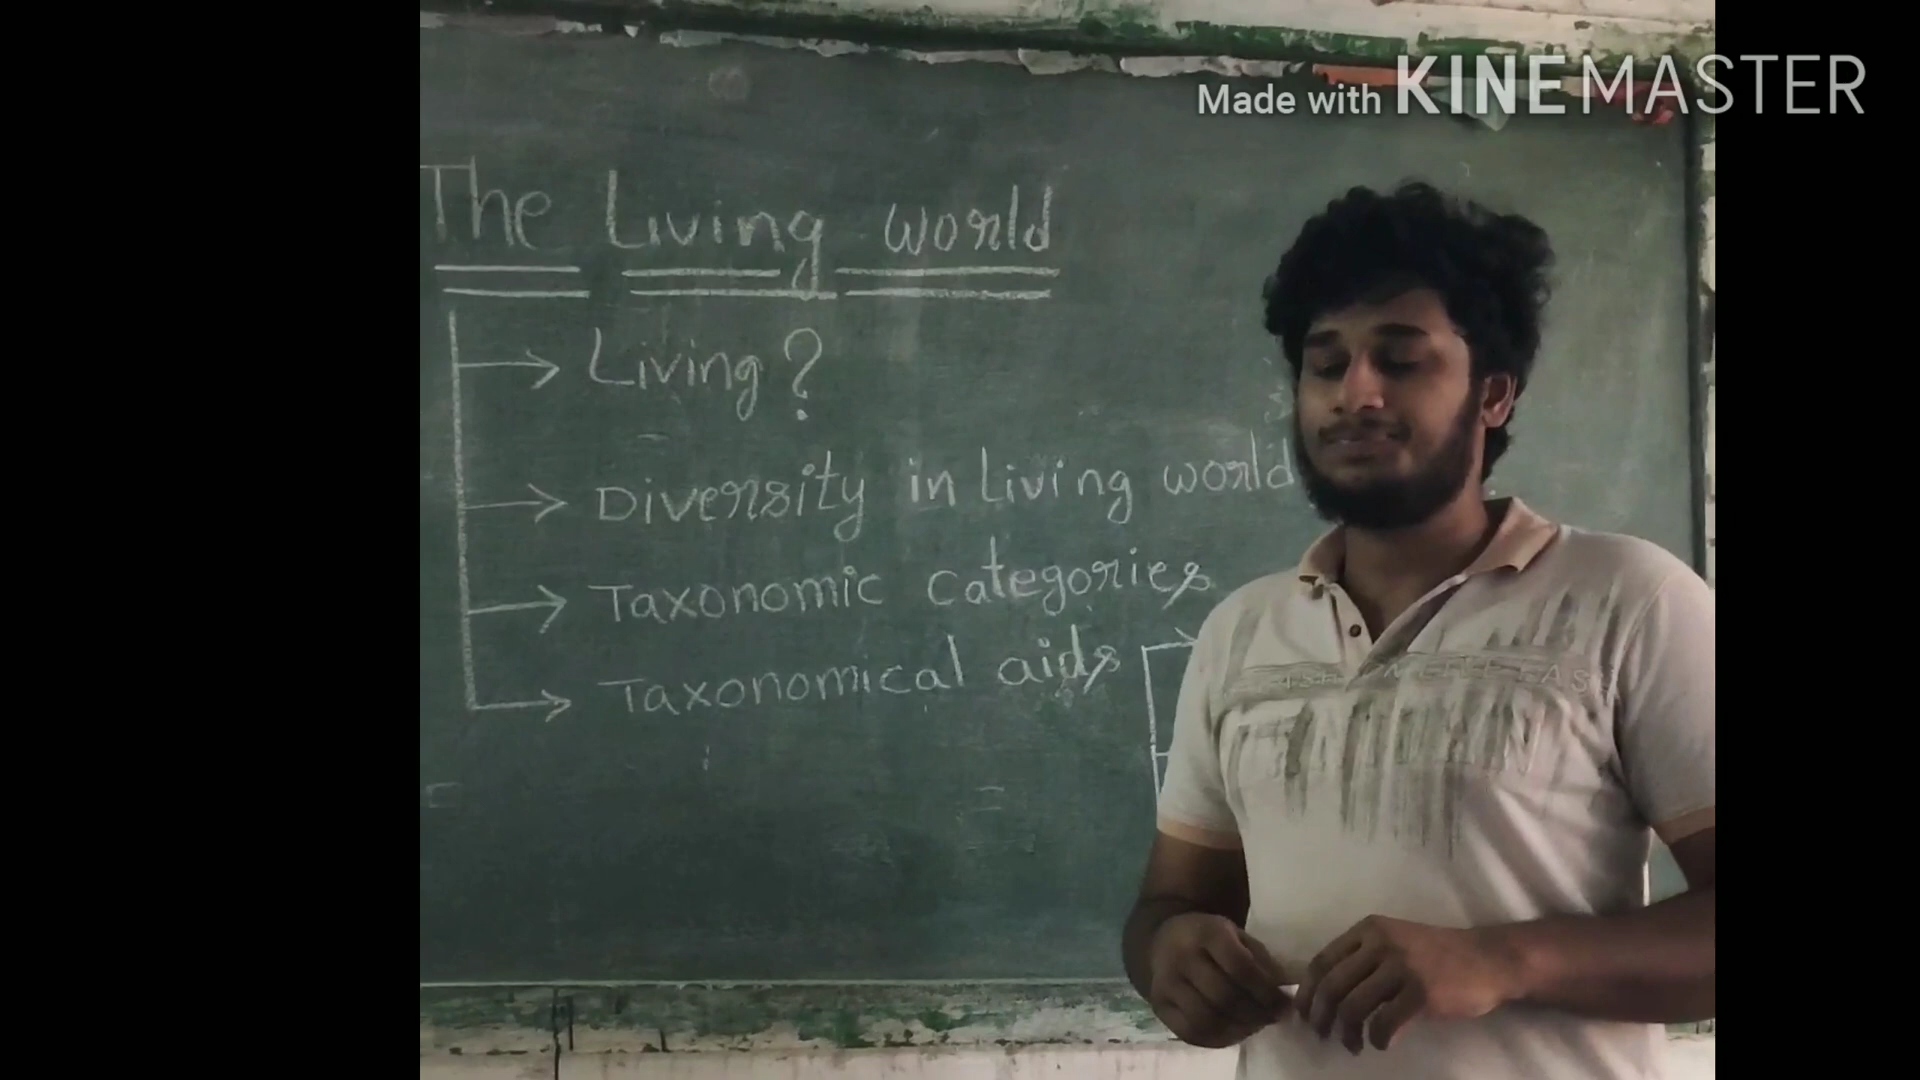 Made with KINEMASTER
The Living world
Living?
Diversity in Living world
Taxonomic categories
Taxonomical aids